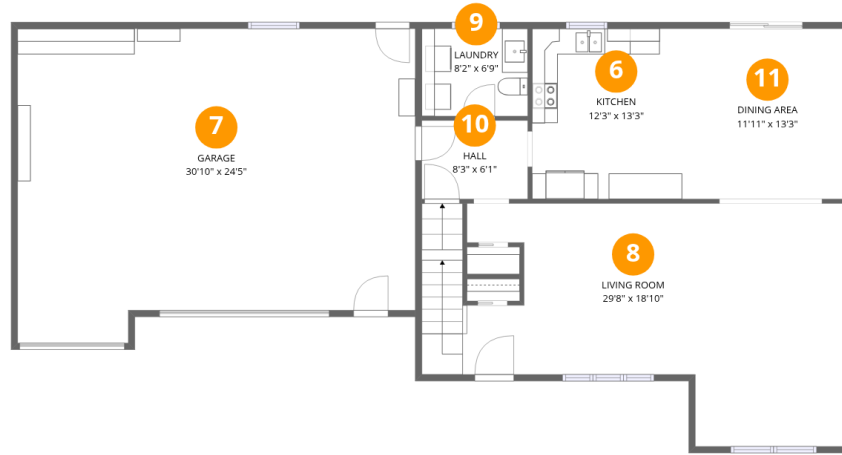 9
LAUNDRY
8'2" x 6'9"
6
KITCHEN
12'3" x 13'3"
11
DINING AREA
11'11" x 13'3"
7
GARAGE
30'10" x 24'5"
10
HALL
8'3" x 6'1"
8
LIVING ROOM
29'8" x 18'10"